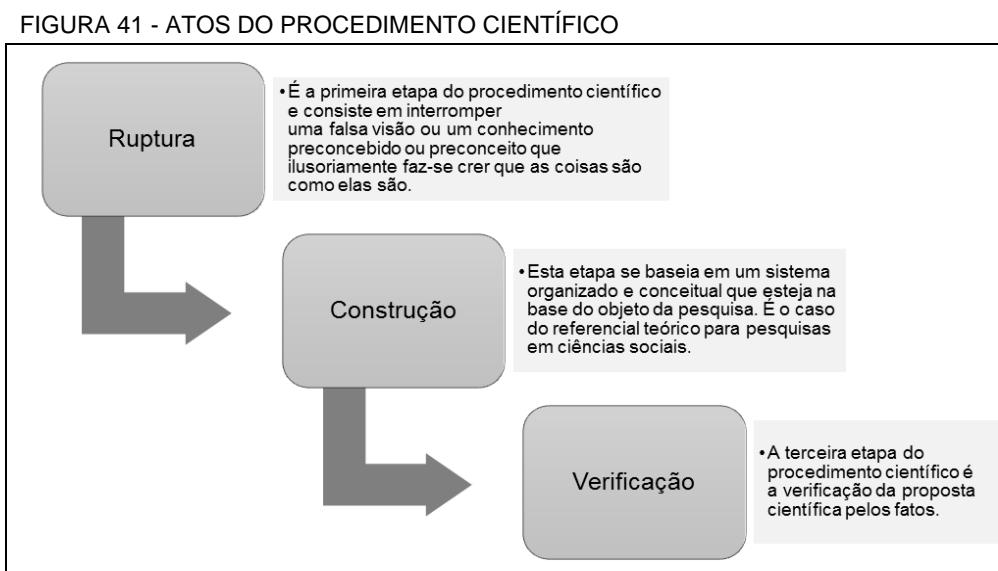 FIGURA 41 - ATOS DO PROCEDIMENTO CIENTÍFICO
Ruptura
•É a primeira etapa do procedimento científico
e consiste em interromper
uma falsa visão ou um conhecimento
preconcebido ou preconceito que
ilusoriamente faz-se crer que as coisas são
como elas são.
Construção
•Esta etapa se baseia em um sistema
organizado e conceitual que esteja na
base do objeto da pesquisa. É o caso
do referencial teórico para pesquisas
em ciências sociais.
Verificação
•A terceira etapa do
procedimento científico é
a verificação da proposta
científica pelos fatos.